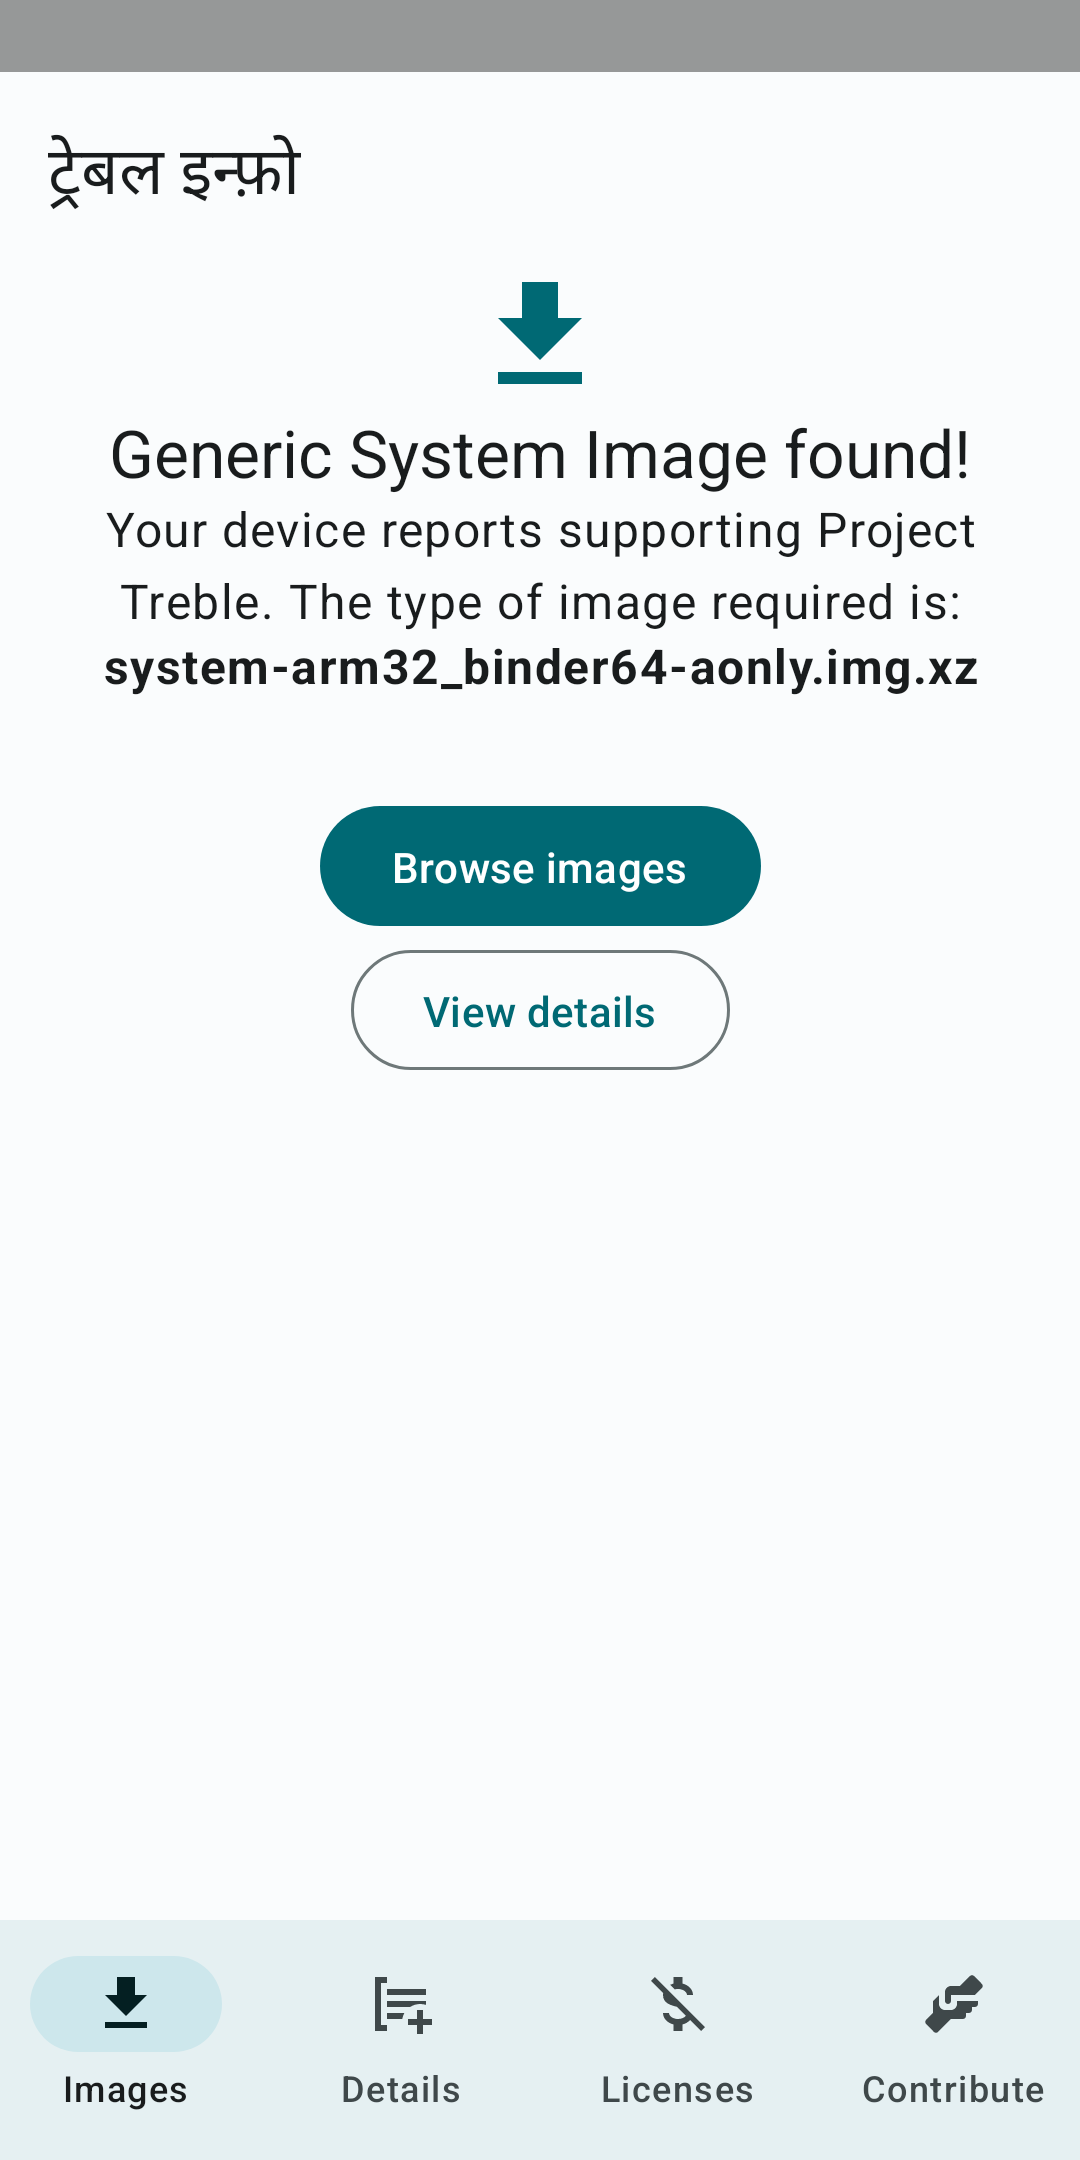 ट्रेबल इन्फ़ो
Generic System Image found!
Your device reports supporting Project
Treble. The type of image required is:
system-arm32_binder64-aonly.img.xz
Browse images
View details
Images
Details
Licenses
Contribute